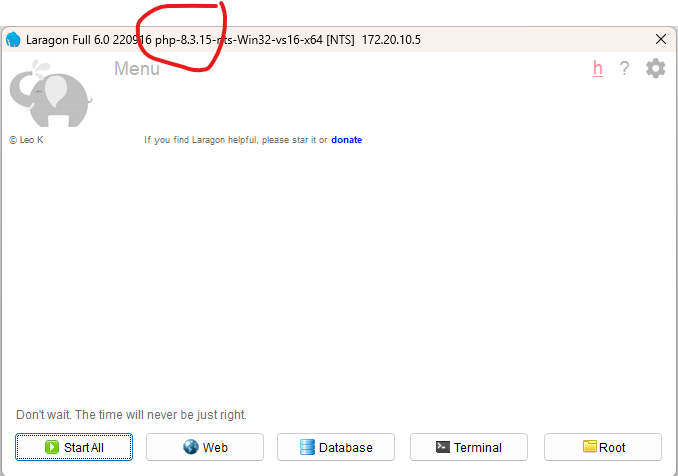 Laragon Full 6.0 220916 php-8.3.15-nts-Win32-vs16-x64 [NTS] 172.20.10.5
Menu
h ?
© Leo K
If you find Laragon helpful, please star it or donate
Don't wait. The time will never be just right.
Start All
Web
Database
Terminal
Root